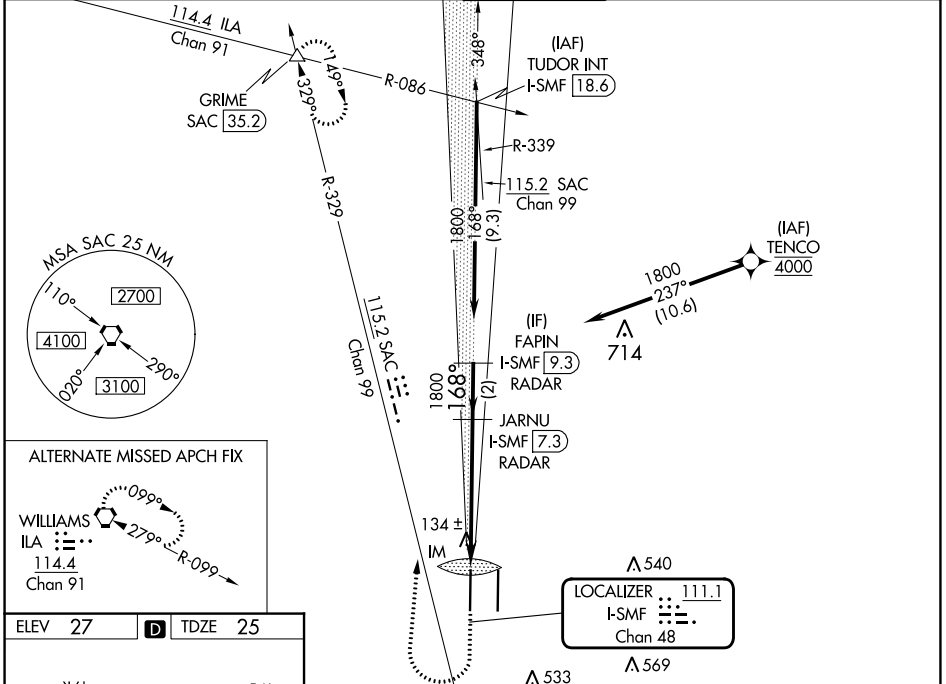 114.4 ILA
Chan 91
GRIME
SAC 35.2
149°
329°
R-086
348°
(IAF)
TUDOR INT
I-SMF 18.6
R-339
115.2 SAC
Chan 99
1800
168°
(9.3)
R-329
115.2 SAC
Chan 99
(IAF)
TENCO
4000
1800
237°
(10.6)
714
MSA SAC 25 NM
110°
2700
4100
020°
3100
290°
(IF)
FAPIN
I-SMF 9.3
RADAR
1800
168°
(2)
JARNU
I-SMF 7.3
RADAR
ALTERNATE MISSED APCH FIX
WILLIAMS
ILA
114.4
Chan 91
099°
279°
R-099
134 ±
IM
540
LOCALIZER 111.1
I-SMF
Chan 48
569
533
ELEV 27 D TDZE 25